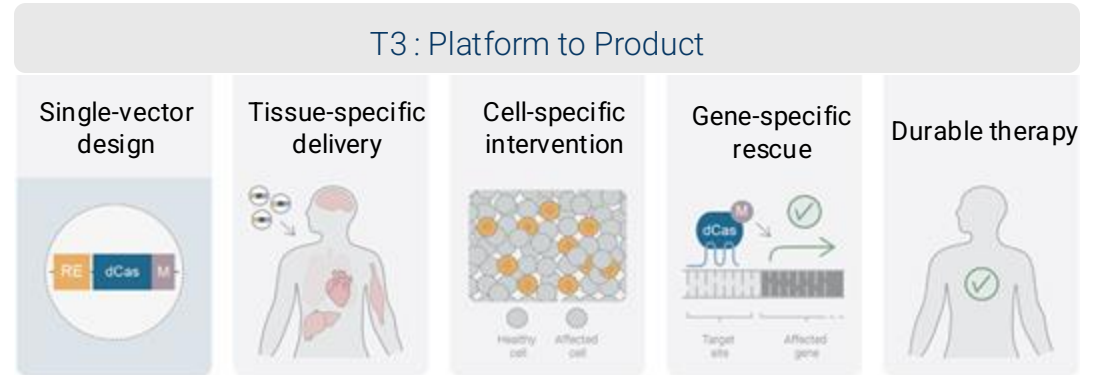 T3 : Platform to Product
Single-vector
design
RE dCas M
Tissue-specific
delivery
Cell-specific
intervention
Healthy
cell
Affected
cell
Gene-specific
rescue
M
dCas
Target
site
Affected
gene
Durable therapy